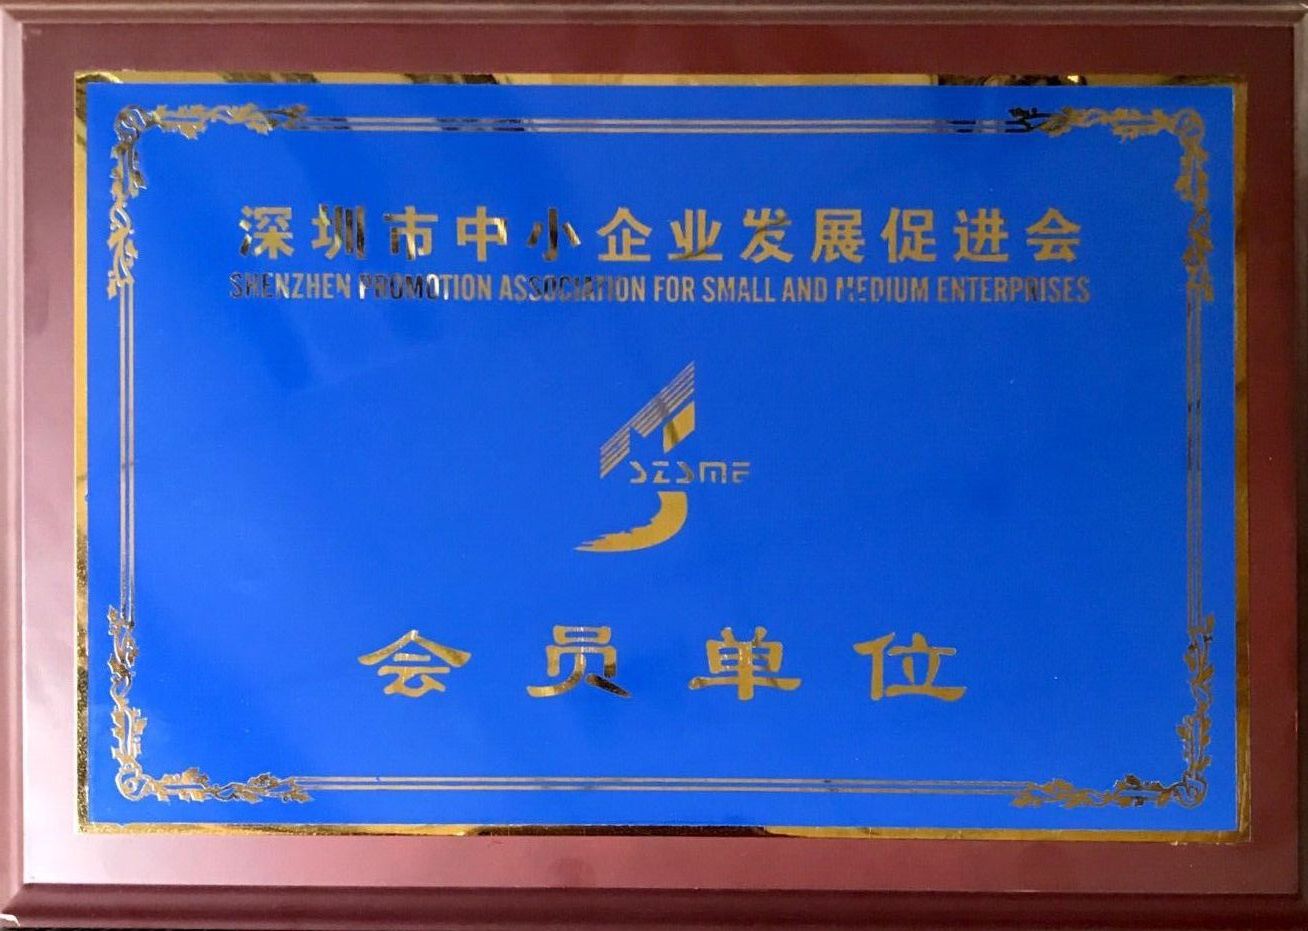 深圳市中小企业发展促进会
SHENZHEN PROMOTION ASSOCIATION FOR SMALL AND MEDIUM ENTERPRISES
SZSME
会员单位